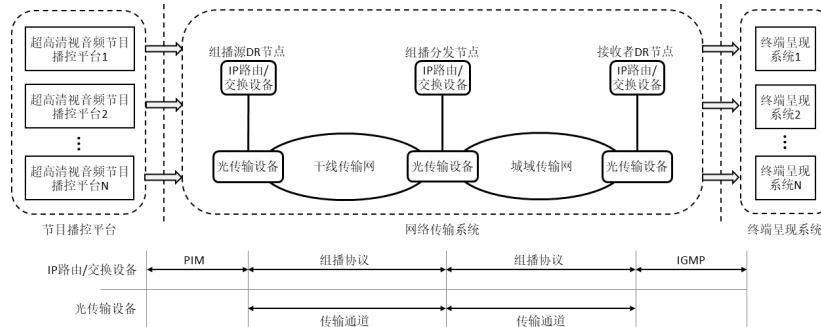 超高清视音频节目
播控平台1
超高清视音频节目
播控平台2
超高清视音频节目
播控平台N
节目播控平台
组播源DR节点
IP路由/
交换设备
组播分发节点
IP路由/
交换设备
接收者DR节点
IP路由/
交换设备
光传输设备
干线传输网
光传输设备
城域传输网
光传输设备
网络传输系统
终端呈现
系统1
终端呈现
系统2
终端呈现
系统N
终端呈现系统
IP路由/交换设备
PIM
组播协议
组播协议
IGMP
光传输设备
传输通道
传输通道